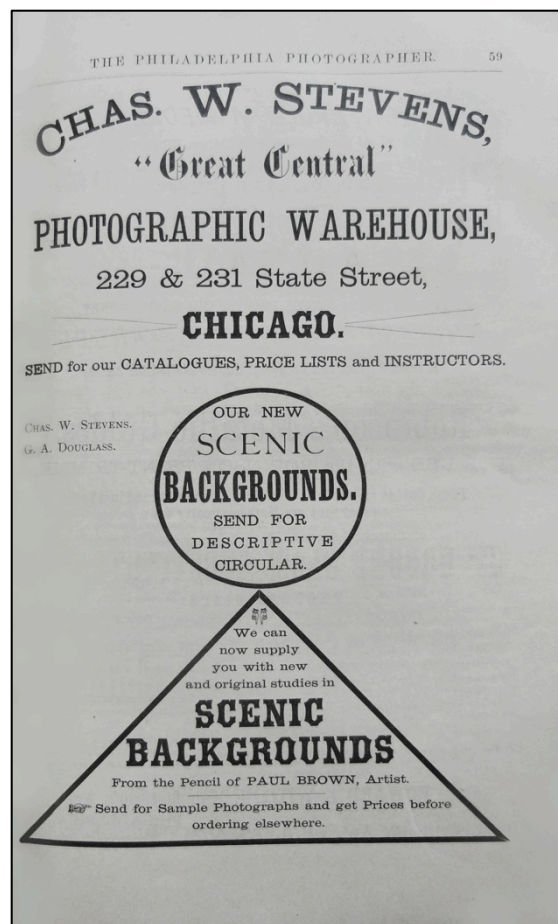 THE PHILADELPHIA PHOTOGRAPHER. 59
CHAS. W. STEVENS,
“Great Central”
PHOTOGRAPHIC WAREHOUSE,
229 & 231 State Street,
CHICAGO.
SEND for our CATALOGUES, PRICE LISTS and INSTRUCTORS.
CHAS. W. STEVENS.
G. A. DOUGLASS.
OUR NEW
SCENIC
BACKGROUNDS.
SEND FOR
DESCRIPTIVE
CIRCULAR.
We can
now supply
you with new
and original studies in
SCENIC
BACKGROUNDS
From the Pencil of PAUL BROWN, Artist.
☞ Send for Sample Photographs and get Prices before
ordering elsewhere.